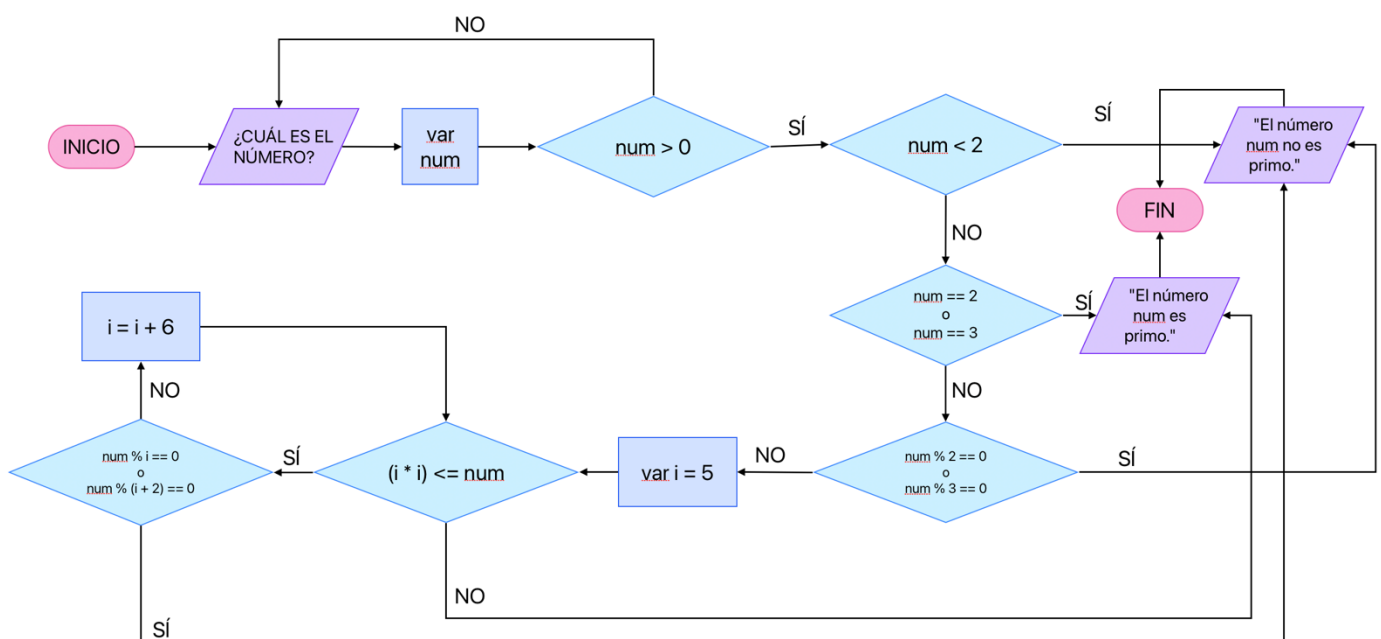 NO
INICIO
¿CUÁL ES EL
NÚMERO?
var
num
num > 0
SÍ
num < 2
SÍ
"El número
num no es
primo."
FIN
NO
num == 2
o
num == 3
SÍ
"El número
num es
primo."
i = i + 6
NO
NO
num % i == 0
o
num % (i + 2) == 0
SÍ
(i * i) <= num
var i = 5
NO
num % 2 == 0
o
num % 3 == 0
SÍ
NO
SÍ